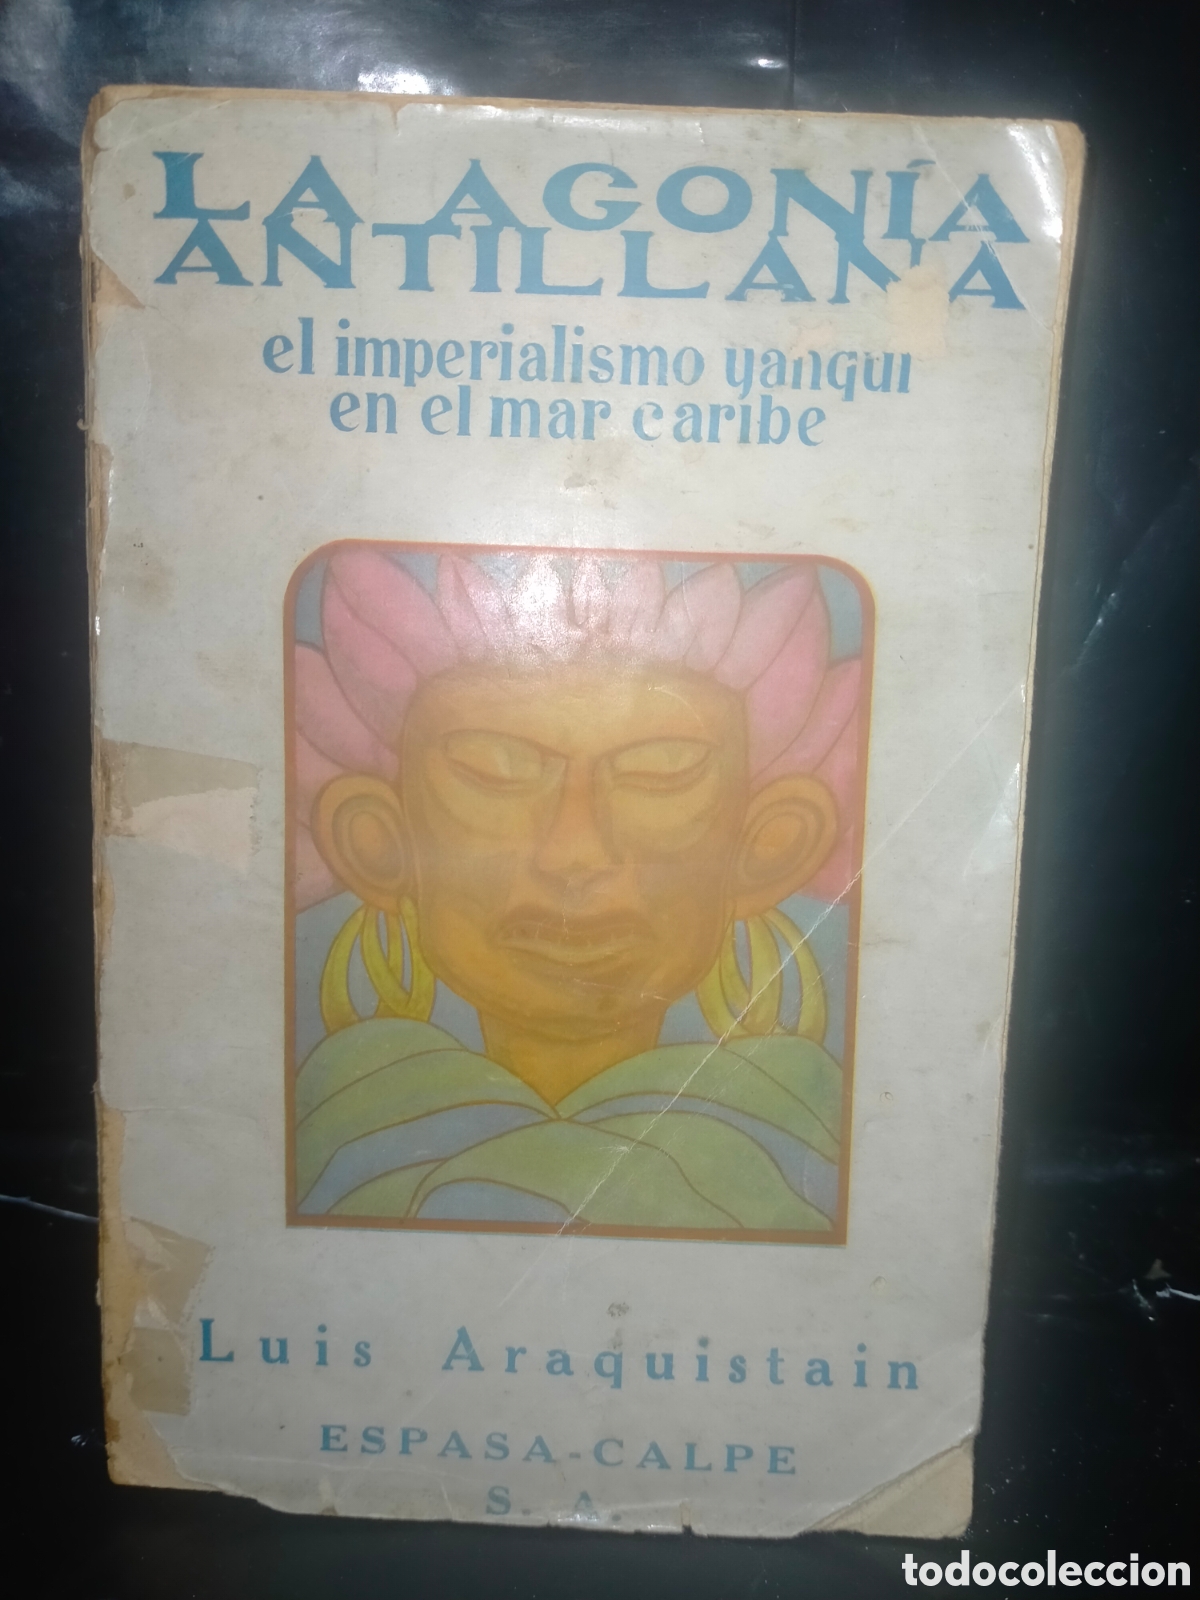 LA AGONÍA
ANTILLANA
el imperialismo yanqui
en el mar caribe
Luis Araquistain
ESPASA-CALPE
S. A.
todocoleccion